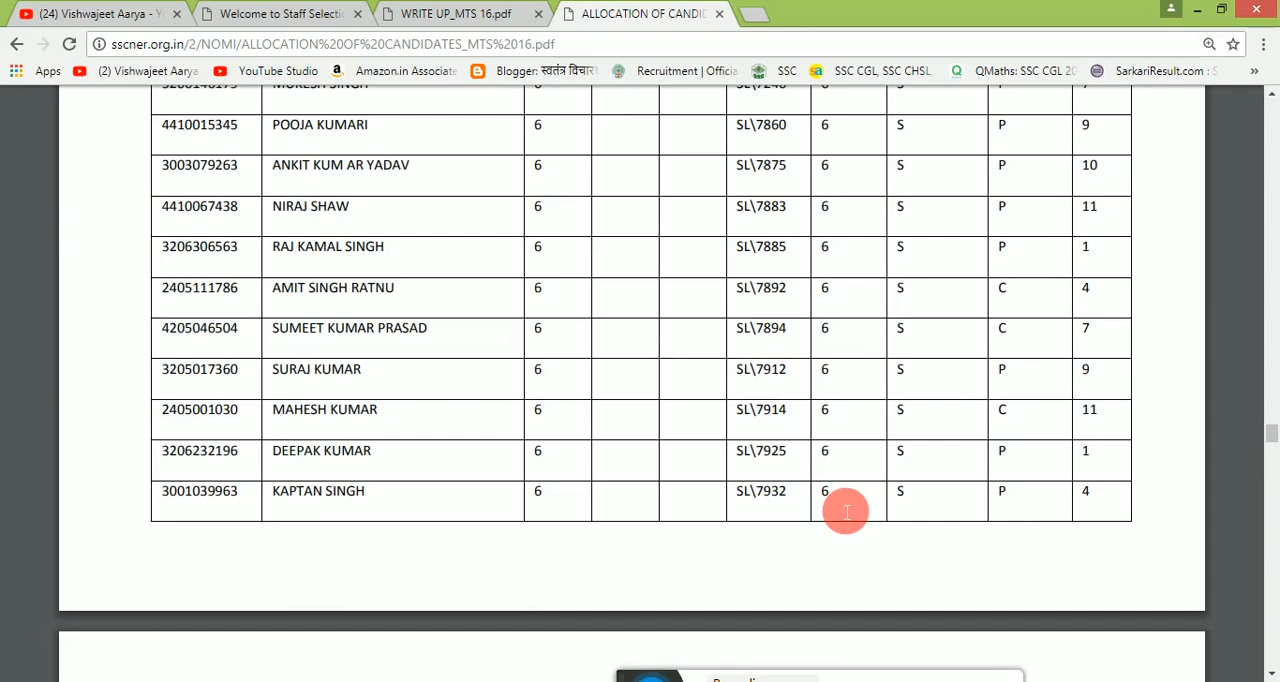 (24) Vishwajeet Aarya - Y
Welcome to Staff Selecti
WRITE UP_MTS 16.pdf
ALLOCATION OF CANDI
sscner.org.in/2/NOMI/ALLOCATION%20OF%20CANDIDATES_MTS%2016.pdf
Apps (2) Vishwajeet Aarya YouTube Studio Amazon.in Associate Blogger: स्वतंत्र विचार Recruitment | Officia SSC SSC CGL, SSC CHSL, QMaths: SSC CGL 20 SarkariResult.com : S »
4410015345 POOJA KUMARI 6 SL\7860 6 S P 9
3003079263 ANKIT KUM AR YADAV 6 SL\7875 6 S P 10
4410067438 NIRAJ SHAW 6 SL\7883 6 S P 11
3206306563 RAJ KAMAL SINGH 6 SL\7885 6 S P 1
2405111786 AMIT SINGH RATNU 6 SL\7892 6 S C 4
4205046504 SUMEET KUMAR PRASAD 6 SL\7894 6 S C 7
3205017360 SURAJ KUMAR 6 SL\7912 6 S P 9
2405001030 MAHESH KUMAR 6 SL\7914 6 S C 11
3206232196 DEEPAK KUMAR 6 SL\7925 6 S P 1
3001039963 KAPTAN SINGH 6 SL\7932 6 S P 4